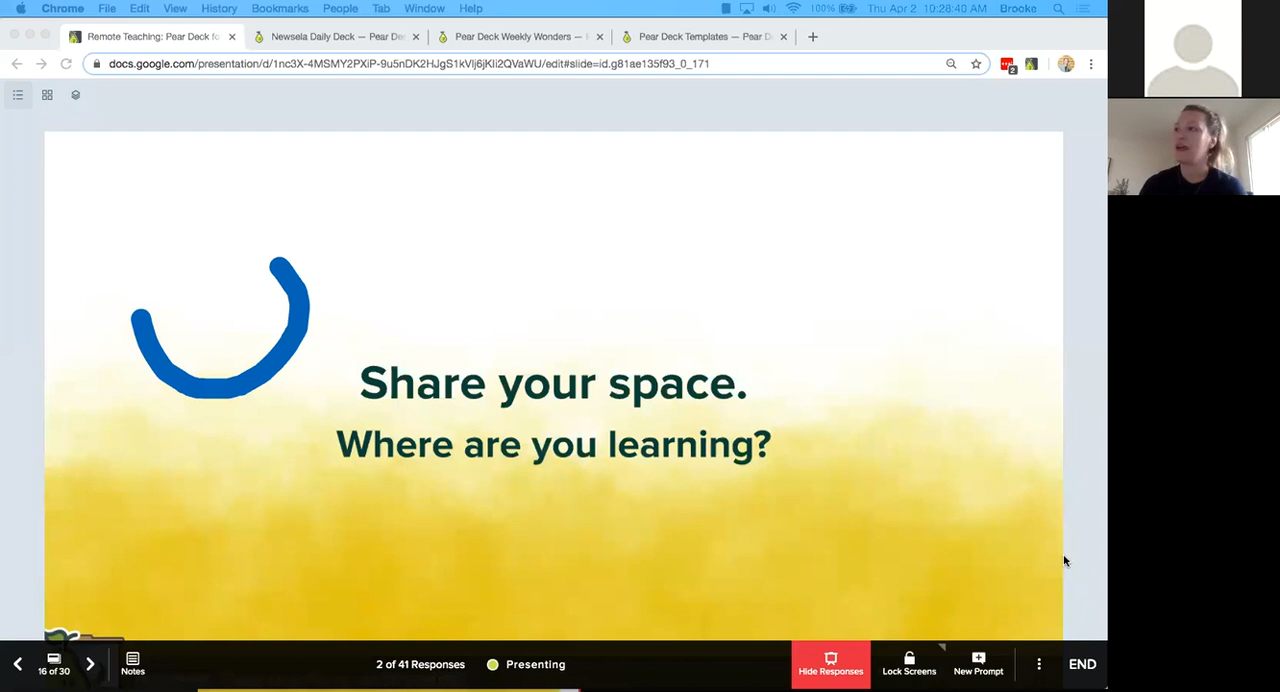 Chrome File Edit View History Bookmarks People Tab Window Help 100% Thu Apr 2 10:28:40 AM Brooke
Remote Teaching: Pear Deck fo Newsela Daily Deck — Pear De Pear Deck Weekly Wonders — Pear Deck Templates — Pear D
docs.google.com/presentation/d/1nc3X-4MSMY2PXiP-9u5nDK2HJgS1kVlj6jKIi2QVaWU/edit#slide=id.g81ae135f93_0_171
2
Share your space.
Where are you learning?
16 of 30 Notes 2 of 41 Responses Presenting Hide Responses Lock Screens New Prompt END